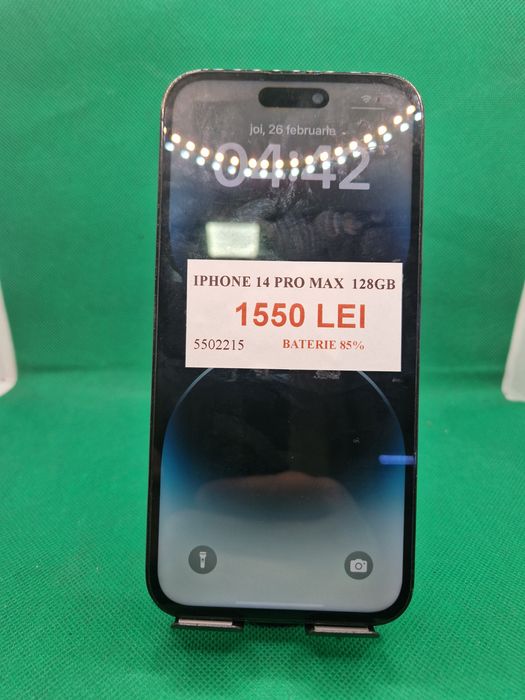 joi, 26 februarie
04:42
IPHONE 14 PRO MAX 128GB
1550 LEI
5502215 BATERIE 85%